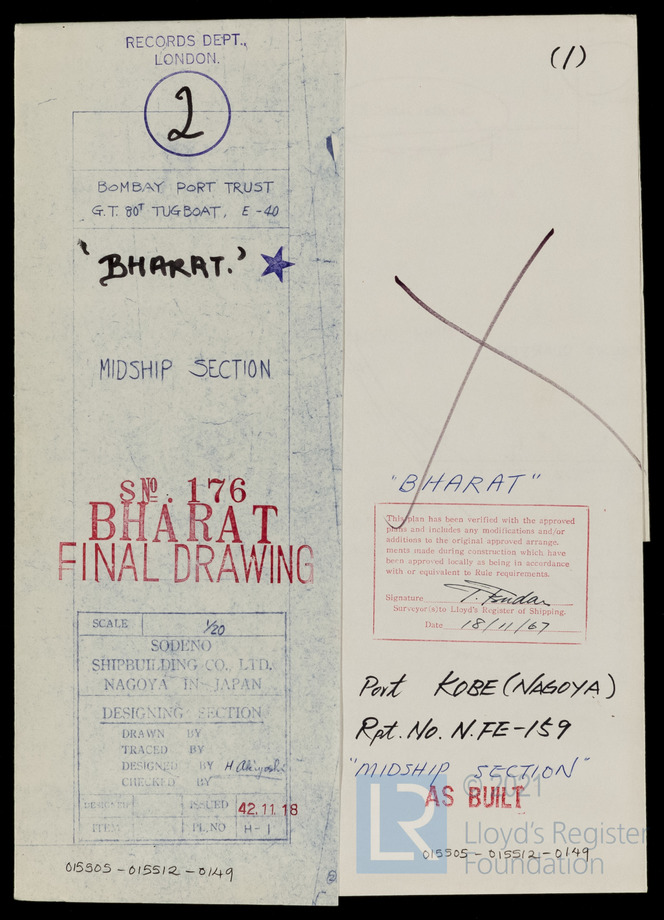 RECORDS DEPT.,
LONDON.
2
BOMBAY PORT TRUST
G.T. 80T TUGBOAT, E-40
'BHARAT.'
MIDSHIP SECTION
S No. 176
BHARAT
FINAL DRAWING
SCALE 1/20
SODENO
SHIPBUILDING CO., LTD.
NAGOYA IN JAPAN
DESIGNING SECTION
DRAWN BY
TRACED BY
DESIGNED BY
CHECKED BY
DESIGNED ISSUED 42.11.18
ITEM PL.NO H-1
015505-015512-0149
(1)
"BHARAT"
This plan has been verified with the approved
plans and includes any modifications and/or
additions to the original approved arrange.
ments made during construction which have
been approved locally as being in accordance
with or equivalent to Rule requirements.
Signature
Surveyor(s) to Lloyd's Register of Shipping.
Date 18/11/67
Port KOBE (NAGOYA)
Rpt. No. N.FE-159
"MIDSHIP SECTION"
AS BUILT
© 2021
LR
Lloyd's Register
Foundation
015505-015512-0149